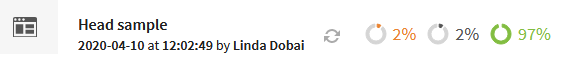 Head sample
2020-04-10 at 12:02:49 by Linda Dobai
2% 2% 97%